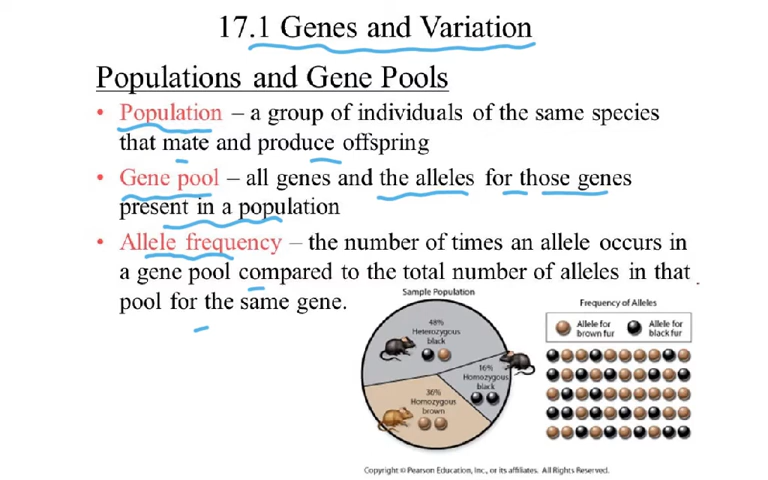 17.1 Genes and Variation
Populations and Gene Pools
• Population – a group of individuals of the same species
that mate and produce offspring
• Gene pool – all genes and the alleles for those genes
present in a population
• Allele frequency – the number of times an allele occurs in
a gene pool compared to the total number of alleles in that
pool for the same gene.
Sample Population
48%
Heterozygous
black
16%
Homozygous
black
36%
Homozygous
brown
Frequency of Alleles
Allele for
brown fur
Allele for
black fur
Copyright © Pearson Education, Inc., or its affiliates. All Rights Reserved.